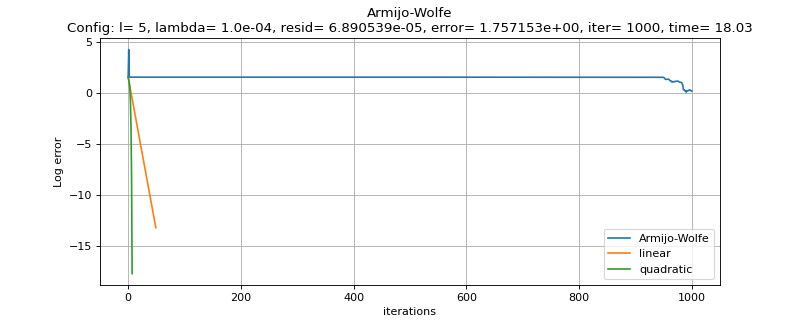 Armijo-Wolfe
Config: l= 5, lambda= 1.0e-04, resid= 6.890539e-05, error= 1.757153e+00, iter= 1000, time= 18.03
5
0
−5
−10
−15
Log error
0
200
400
600
800
1000
iterations
Armijo-Wolfe
linear
quadratic